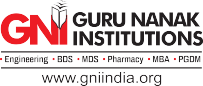 GNI GURU NANAK
INSTITUTIONS
• Engineering • BDS • MDS • Pharmacy • MBA • PGDM
www.gniindia.org